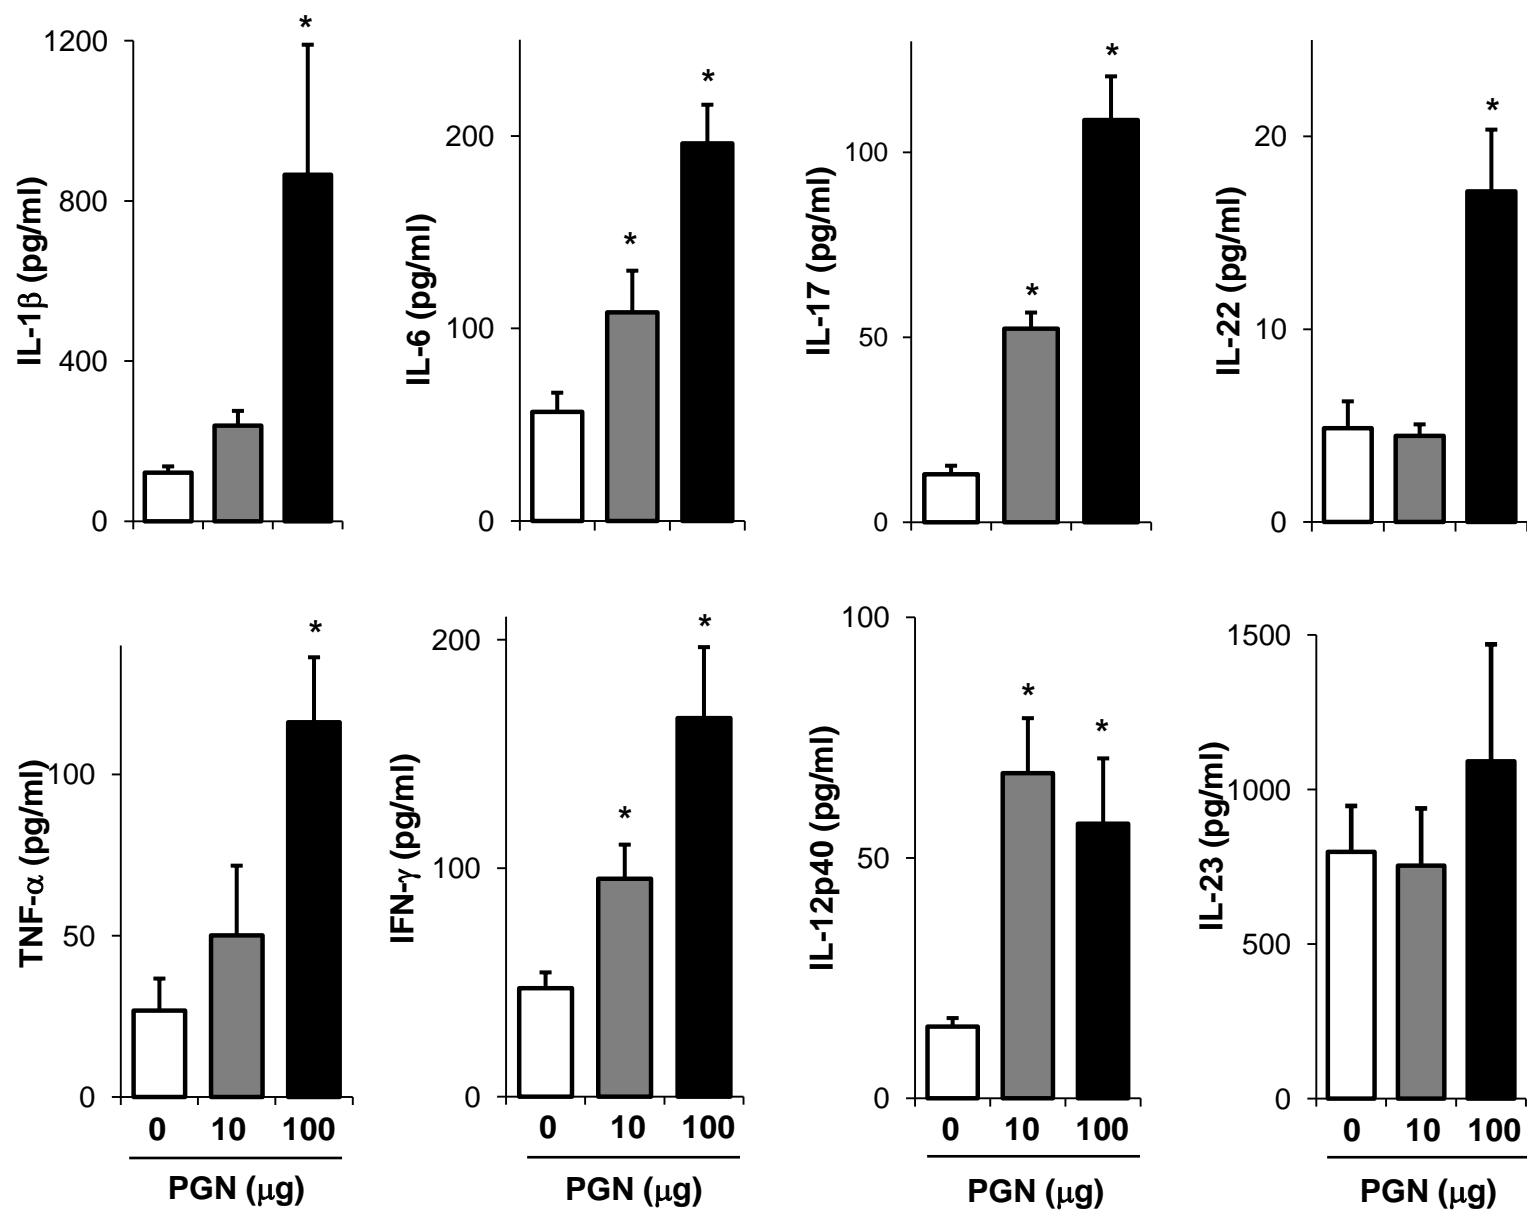 *
1200
800
400
0
IL-1β (pg/ml)
*
*
200
100
0
IL-6 (pg/ml)
*
*
100
50
0
IL-17 (pg/ml)
*
20
10
0
IL-22 (pg/ml)
*
100
50
0
TNF-α (pg/ml)
0 10 100
PGN (μg)
*
*
200
100
0
IFN-γ (pg/ml)
0 10 100
PGN (μg)
*
*
100
50
0
IL-12p40 (pg/ml)
0 10 100
PGN (μg)
1500
1000
500
0
IL-23 (pg/ml)
0 10 100
PGN (μg)